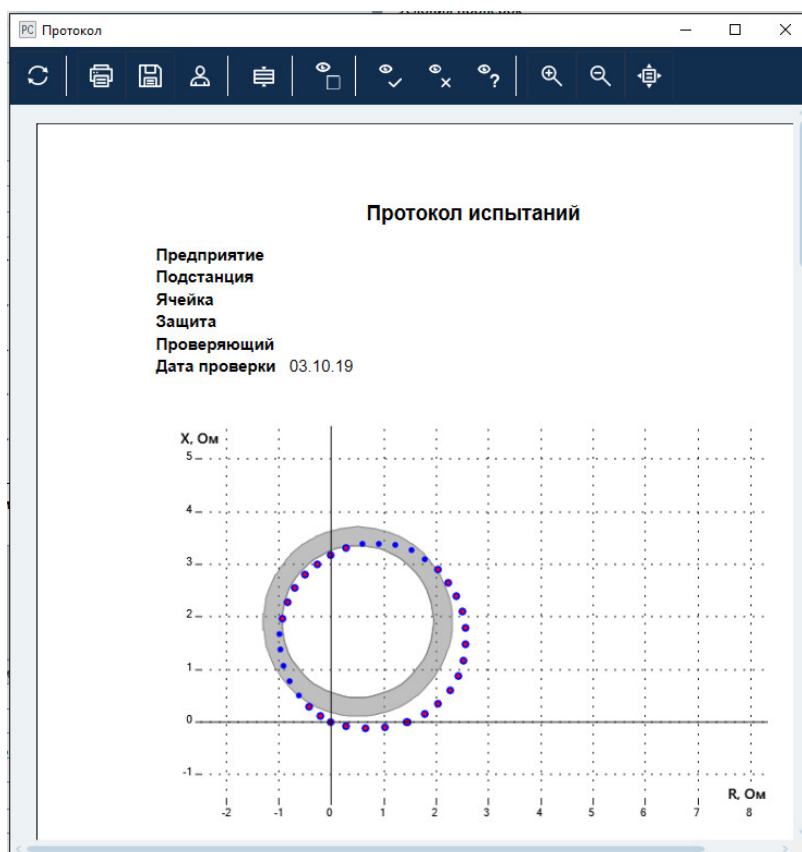 PC Протокол
Протокол испытаний
Предприятие
Подстанция
Ячейка
Защита
Проверяющий
Дата проверки 03.10.19
X, Ом
5
4
3
2
1
0
-1
R, Ом
-2 -1 0 1 2 3 4 5 6 7 8